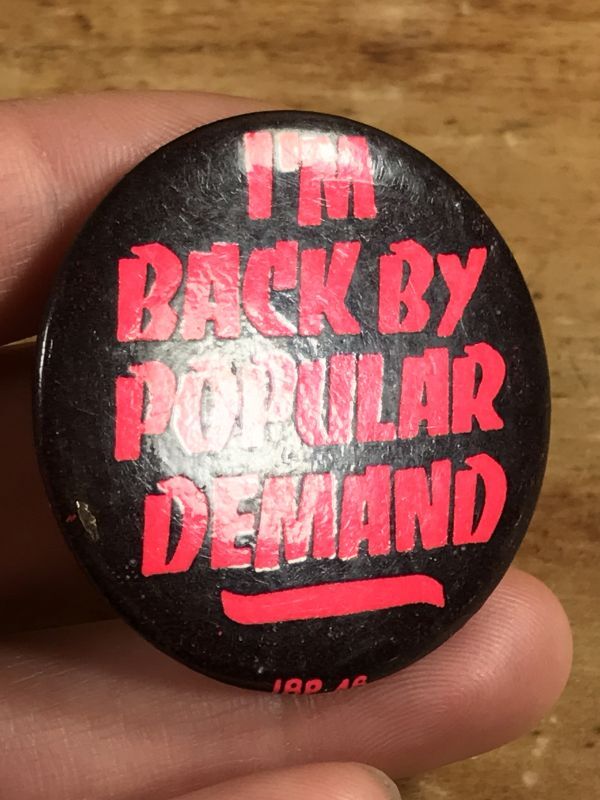 I'M
BACK BY
POPULAR
DEMAND